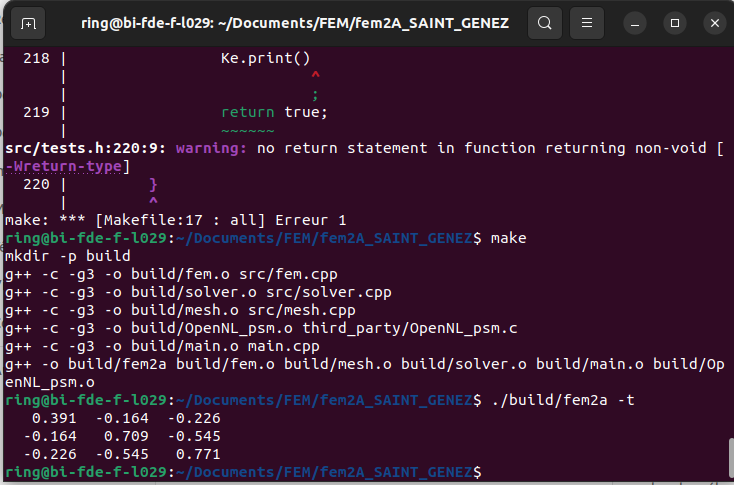 ring@bi-fde-f-l029: ~/Documents/FEM/fem2A_SAINT_GENEZ
218 |                 Ke.print()
    |                           ^
    |                           ;
219 |                 return true;
    |                 ~~~~~~
src/tests.h:220:9: warning: no return statement in function returning non-void [
-Wreturn-type]
220 |         }
    |         ^
make: *** [Makefile:17 : all] Erreur 1
ring@bi-fde-f-l029:~/Documents/FEM/fem2A_SAINT_GENEZ$ make
mkdir -p build
g++ -c -g3 -o build/fem.o src/fem.cpp
g++ -c -g3 -o build/solver.o src/solver.cpp
g++ -c -g3 -o build/mesh.o src/mesh.cpp
g++ -c -g3 -o build/OpenNL_psm.o third_party/OpenNL_psm.c
g++ -c -g3 -o build/main.o main.cpp
g++ -o build/fem2a build/fem.o build/mesh.o build/solver.o build/main.o build/Op
enNL_psm.o
ring@bi-fde-f-l029:~/Documents/FEM/fem2A_SAINT_GENEZ$ ./build/fem2a -t
0.391  -0.164  -0.226
-0.164   0.709  -0.545
-0.226  -0.545   0.771
ring@bi-fde-f-l029:~/Documents/FEM/fem2A_SAINT_GENEZ$